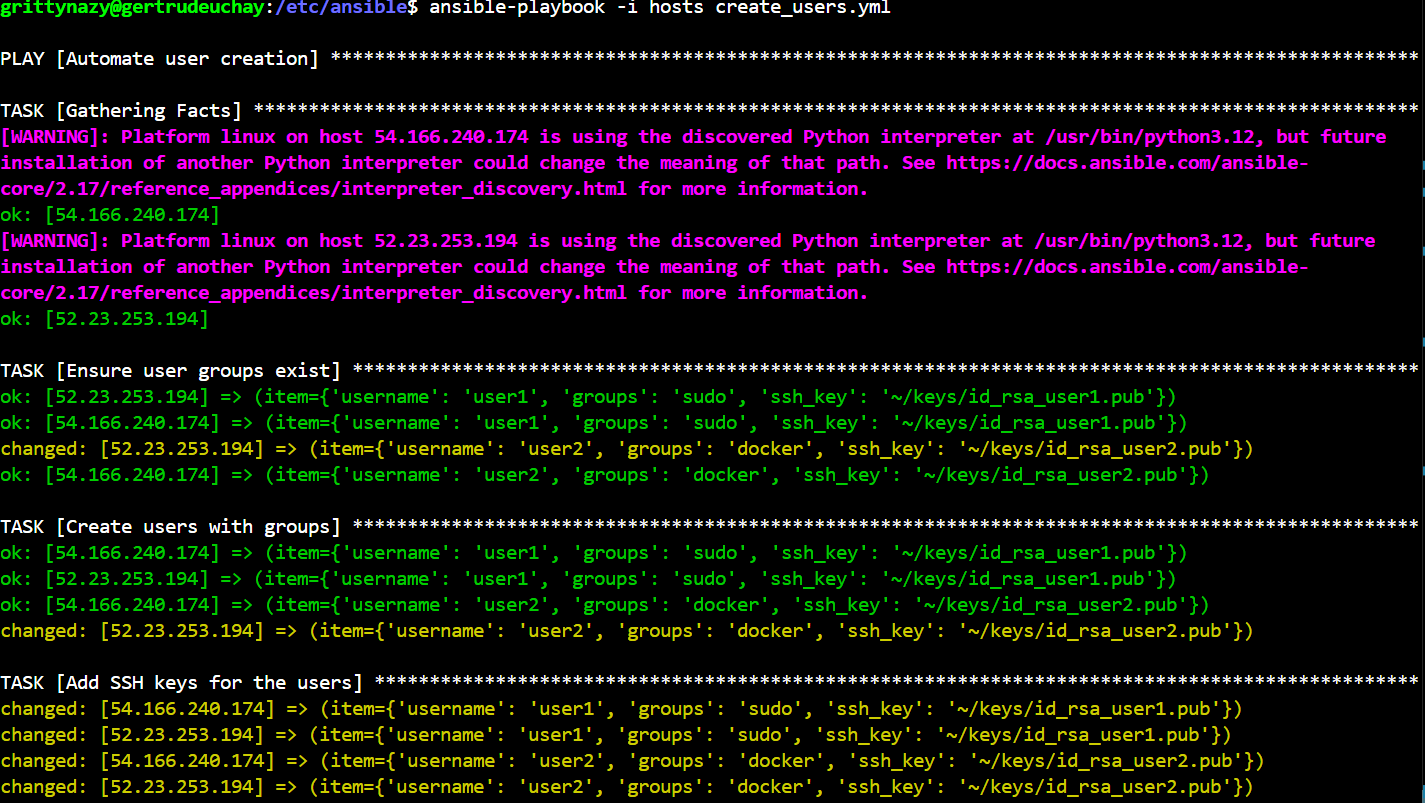 grittynazy@gertrudeuchay:/etc/ansible$ ansible-playbook -i hosts create_users.yml
PLAY [Automate user creation] ***************************************************************************************************
TASK [Gathering Facts] **********************************************************************************************************
[WARNING]: Platform linux on host 54.166.240.174 is using the discovered Python interpreter at /usr/bin/python3.12, but future
installation of another Python interpreter could change the meaning of that path. See https://docs.ansible.com/ansible-
core/2.17/reference_appendices/interpreter_discovery.html for more information.
ok: [54.166.240.174]
[WARNING]: Platform linux on host 52.23.253.194 is using the discovered Python interpreter at /usr/bin/python3.12, but future
installation of another Python interpreter could change the meaning of that path. See https://docs.ansible.com/ansible-
core/2.17/reference_appendices/interpreter_discovery.html for more information.
ok: [52.23.253.194]
TASK [Ensure user groups exist] *************************************************************************************************
ok: [52.23.253.194] => (item={'username': 'user1', 'groups': 'sudo', 'ssh_key': '~/keys/id_rsa_user1.pub'})
ok: [54.166.240.174] => (item={'username': 'user1', 'groups': 'sudo', 'ssh_key': '~/keys/id_rsa_user1.pub'})
changed: [52.23.253.194] => (item={'username': 'user2', 'groups': 'docker', 'ssh_key': '~/keys/id_rsa_user2.pub'})
ok: [54.166.240.174] => (item={'username': 'user2', 'groups': 'docker', 'ssh_key': '~/keys/id_rsa_user2.pub'})
TASK [Create users with groups] *************************************************************************************************
ok: [54.166.240.174] => (item={'username': 'user1', 'groups': 'sudo', 'ssh_key': '~/keys/id_rsa_user1.pub'})
ok: [52.23.253.194] => (item={'username': 'user1', 'groups': 'sudo', 'ssh_key': '~/keys/id_rsa_user1.pub'})
ok: [54.166.240.174] => (item={'username': 'user2', 'groups': 'docker', 'ssh_key': '~/keys/id_rsa_user2.pub'})
changed: [52.23.253.194] => (item={'username': 'user2', 'groups': 'docker', 'ssh_key': '~/keys/id_rsa_user2.pub'})
TASK [Add SSH keys for the users] ***********************************************************************************************
changed: [54.166.240.174] => (item={'username': 'user1', 'groups': 'sudo', 'ssh_key': '~/keys/id_rsa_user1.pub'})
changed: [52.23.253.194] => (item={'username': 'user1', 'groups': 'sudo', 'ssh_key': '~/keys/id_rsa_user1.pub'})
changed: [54.166.240.174] => (item={'username': 'user2', 'groups': 'docker', 'ssh_key': '~/keys/id_rsa_user2.pub'})
changed: [52.23.253.194] => (item={'username': 'user2', 'groups': 'docker', 'ssh_key': '~/keys/id_rsa_user2.pub'})